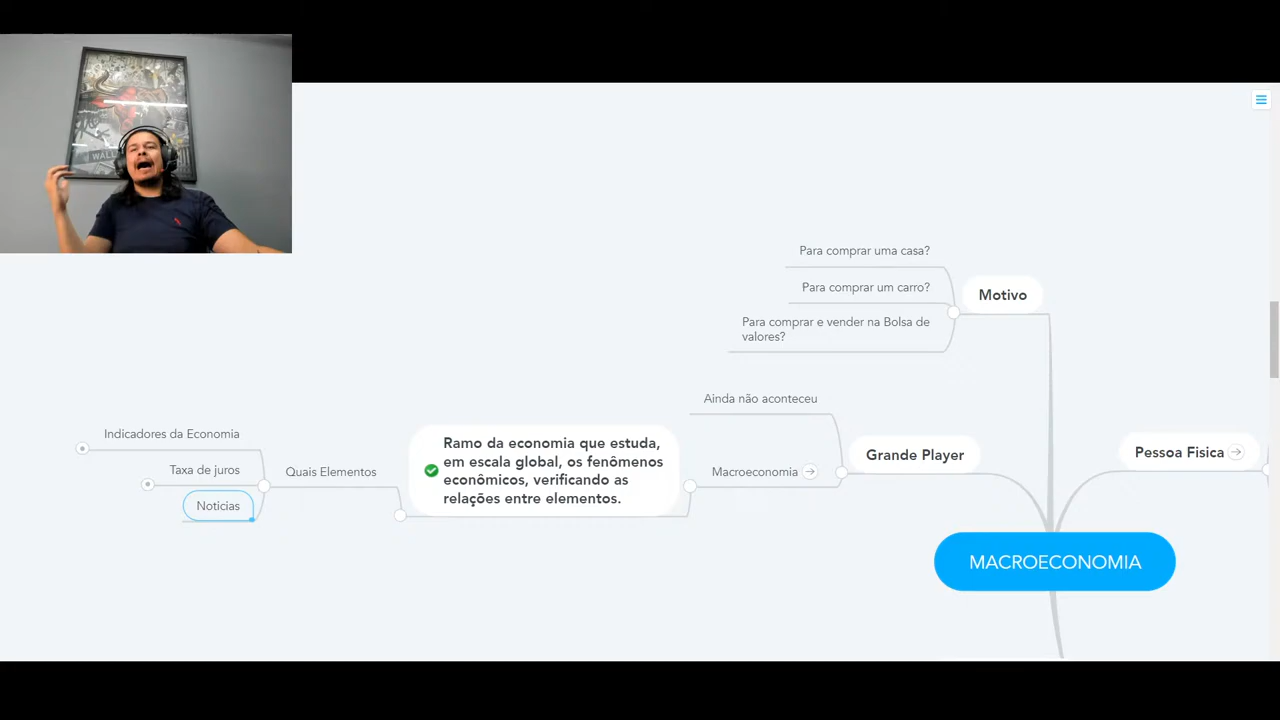 WALL
Para comprar uma casa?
Para comprar um carro?
Motivo
Para comprar e vender na Bolsa de
valores?
Ainda não aconteceu
Indicadores da Economia
Ramo da economia que estuda,
em escala global, os fenômenos
econômicos, verificando as
relações entre elementos.
Grande Player
Pessoa Fisica
Taxa de juros
Quais Elementos
Macroeconomia
Noticias
MACROECONOMIA